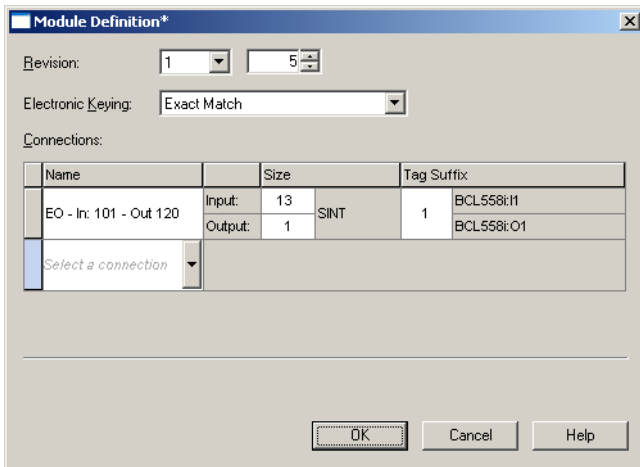 Module Definition*
Revision: 1 5
Electronic Keying: Exact Match
Connections:
Name Size Tag Suffix
EO - In: 101 - Out 120 Input: 13 SINT 1 BCL558i:I1
Output: 1 BCL558i:O1
Select a connection
OK Cancel Help